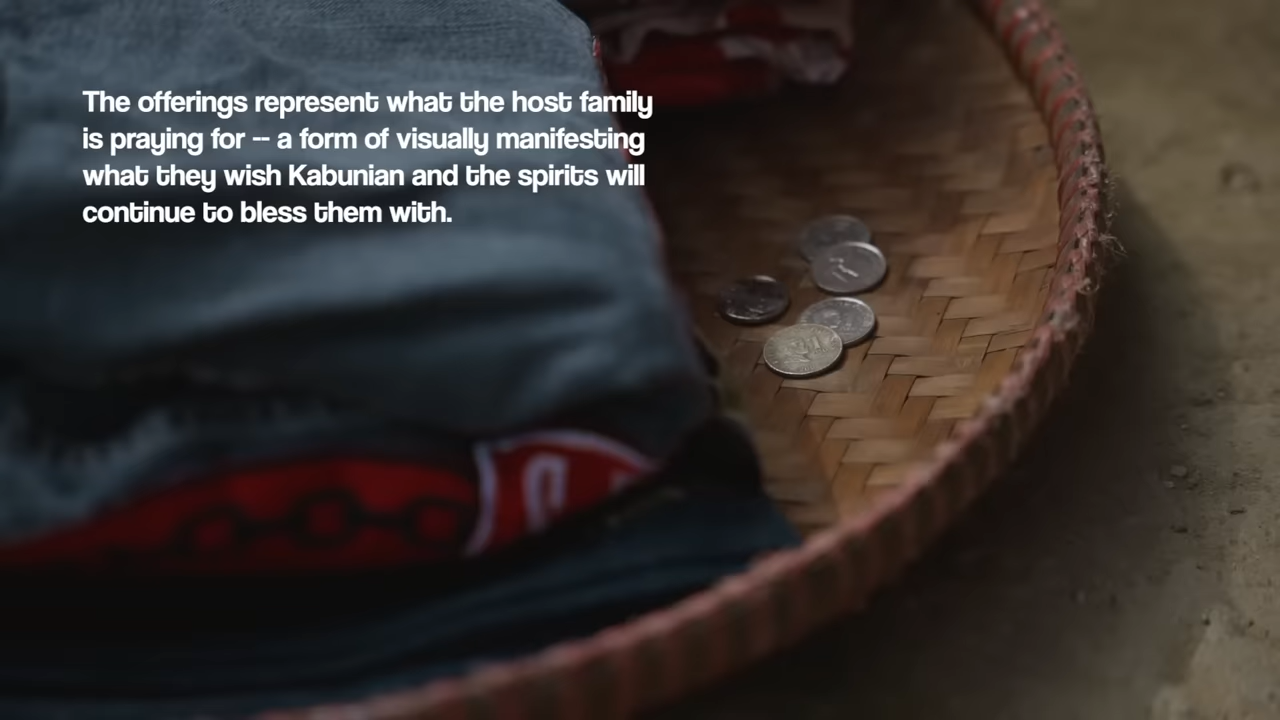 The offerings represent what the host family
is praying for -- a form of visually manifesting
what they wish Kabunian and the spirits will
continue to bless them with.